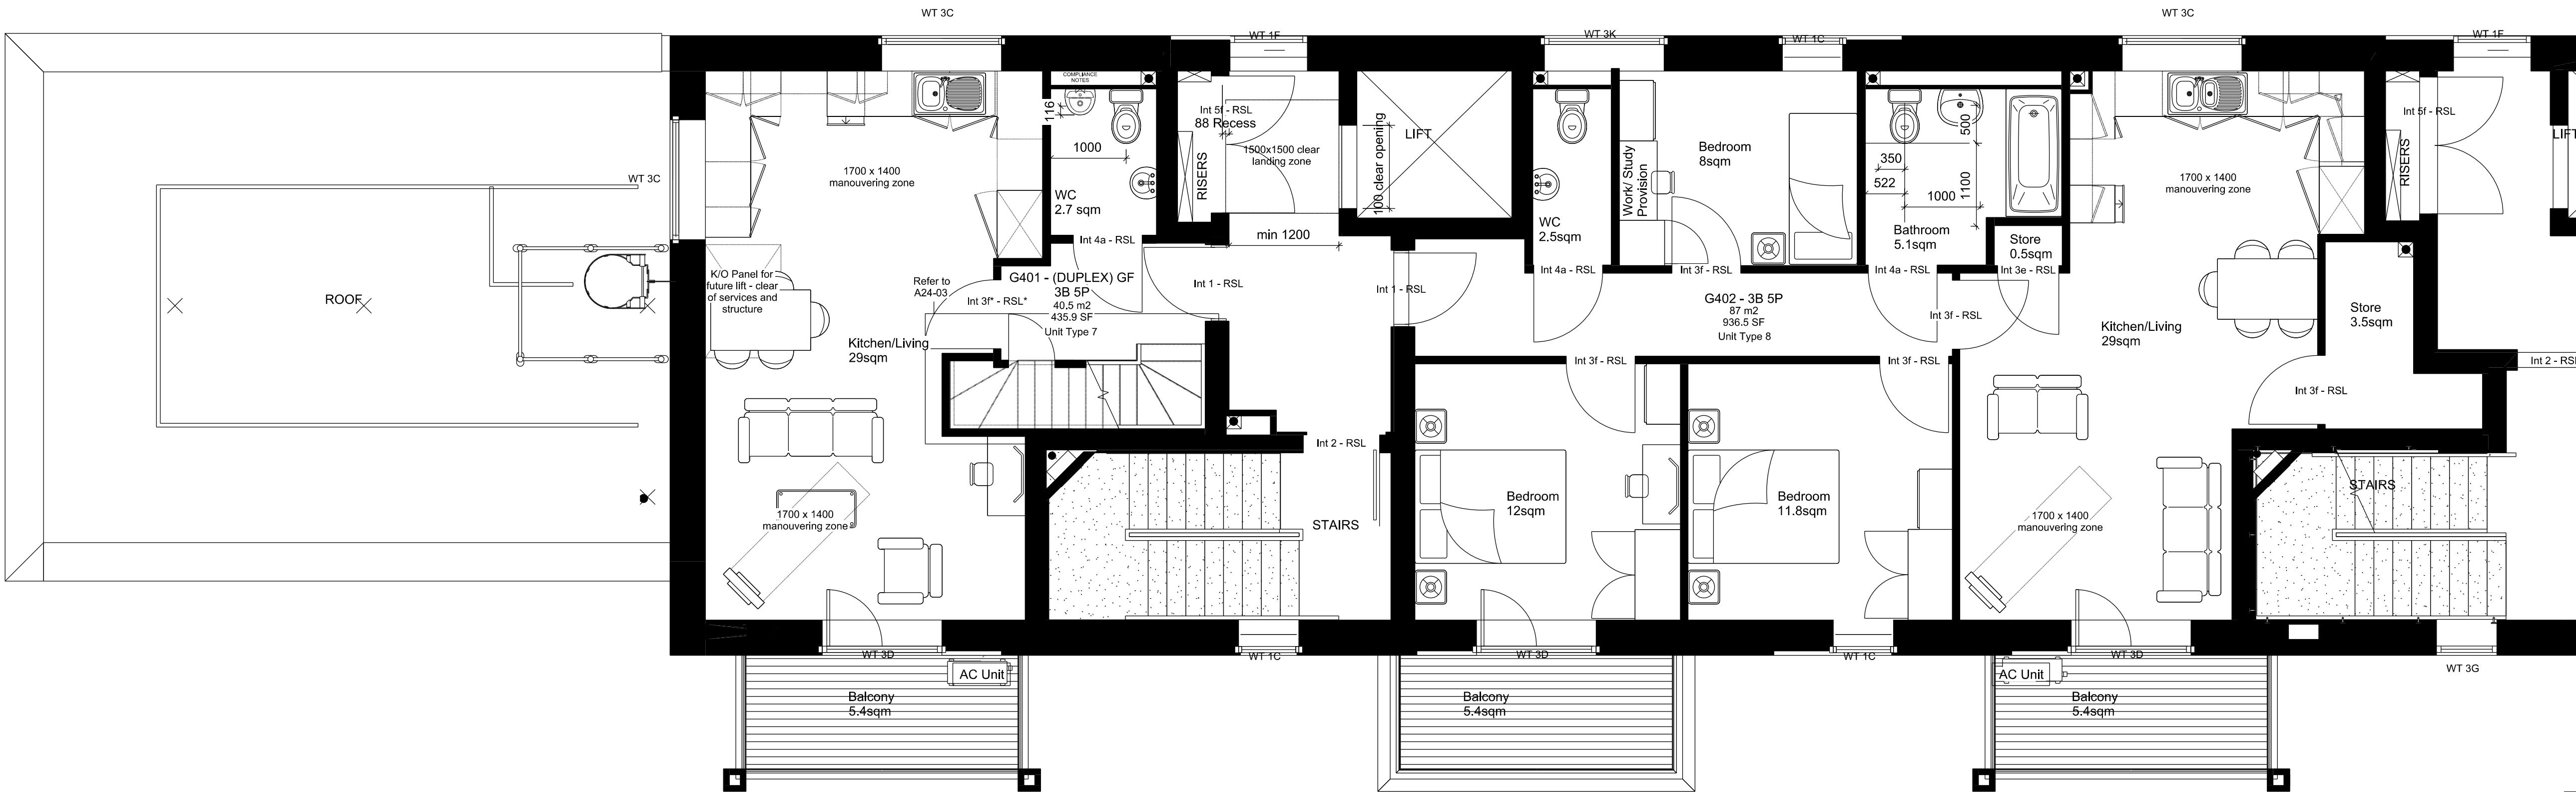 WT 3C
WT 3C
WT 1F
WT 3K
WT 1C
WT 1F
COMPLIANCE
NOTES
116
1000
WC
2.7 sqm
Int 4a - RSL
Int 5f - RSL
88 Recess
RISERS
1500x1500 clear
landing zone
min 1200
100 clear opening
LIFT
WC
2.5sqm
Int 4a - RSL
Work/ Study
Provision
Bedroom
8sqm
Int 3f - RSL
350
522
500
1000
1100
Bathroom
5.1sqm
Int 4a - RSL
Store
0.5sqm
Int 3e - RSL
1700 x 1400
manouvering zone
1700 x 1400
manouvering zone
Int 5f - RSL
RISERS
LIFT
WT 3C
ROOF
K/O Panel for
future lift - clear
of services and
structure
Refer to
A24-03
Int 3f* - RSL*
G401 - (DUPLEX) GF
3B 5P
40.5 m2
435.9 SF
Unit Type 7
Int 1 - RSL
Int 1 - RSL
G402 - 3B 5P
87 m2
936.5 SF
Unit Type 8
Int 3f - RSL
Kitchen/Living
29sqm
Kitchen/Living
29sqm
Store
3.5sqm
Int 3f - RSL
Int 3f - RSL
Int 3f - RSL
Int 2 - RSL
Int 2 - RSL
1700 x 1400
manouvering zone
STAIRS
Bedroom
12sqm
Bedroom
11.8sqm
1700 x 1400
manouvering zone
STAIRS
WT 3D
WT 1C
WT 3D
WT 1C
WT 3D
WT 3G
AC Unit
Balcony
5.4sqm
Balcony
5.4sqm
AC Unit
Balcony
5.4sqm